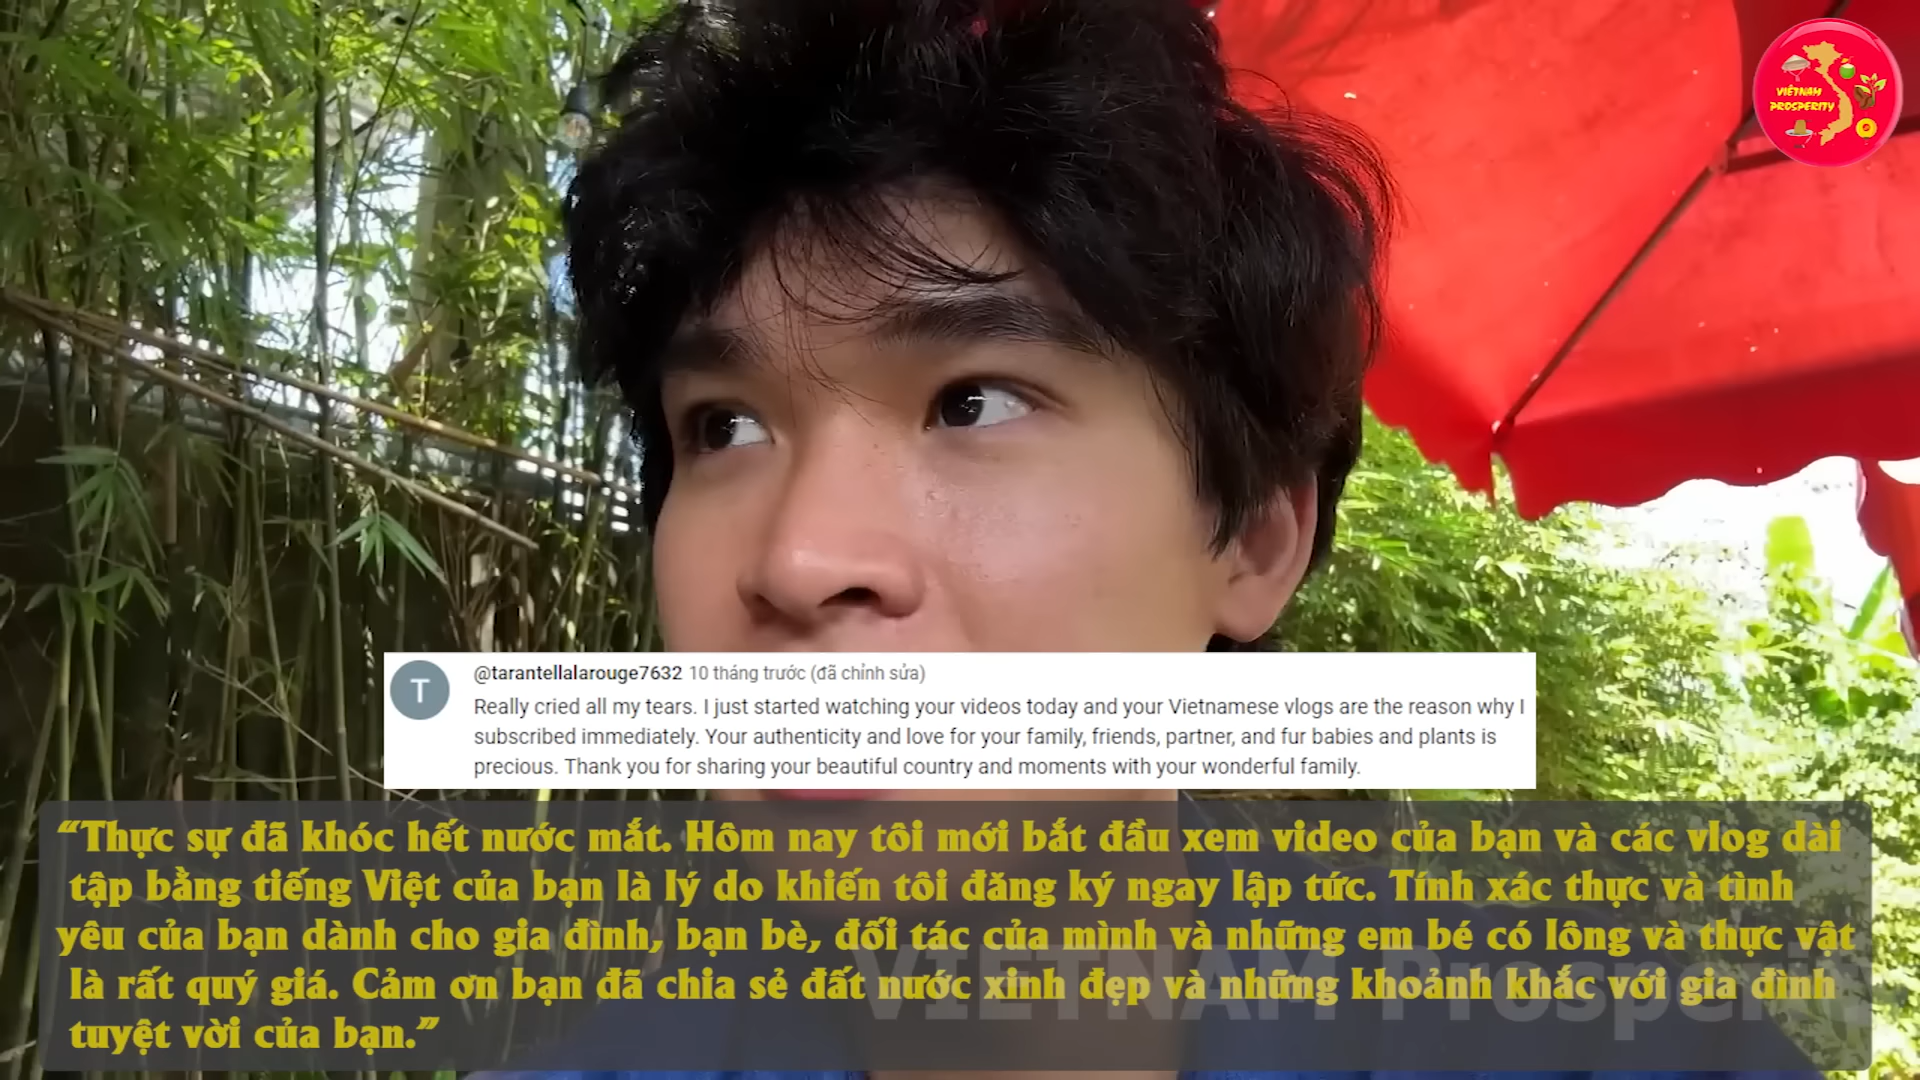 VIETNAM
PROSPERITY
T
@tarantellalarouge7632 10 tháng trước (đã chỉnh sửa)
Really cried all my tears. I just started watching your videos today and your Vietnamese vlogs are the reason why I
subscribed immediately. Your authenticity and love for your family, friends, partner, and fur babies and plants is
precious. Thank you for sharing your beautiful country and moments with your wonderful family.
“Thực sự đã khóc hết nước mắt. Hôm nay tôi mới bắt đầu xem video của bạn và các vlog dài
tập bằng tiếng Việt của bạn là lý do khiến tôi đăng ký ngay lập tức. Tính xác thực và tình
yêu của bạn dành cho gia đình, bạn bè, đối tác của mình và những em bé có lông và thực vật
là rất quý giá. Cảm ơn bạn đã chia sẻ đất nước xinh đẹp và những khoảnh khắc với gia đình
tuyệt vời của bạn.”
VIETNAM Prosperit